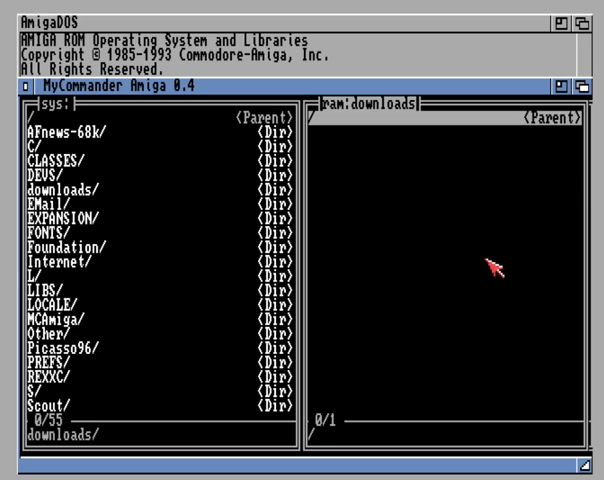 AmigaDOS
AMIGA ROM Operating System and Libraries
Copyright © 1985-1993 Commodore-Amiga, Inc.
All Rights Reserved.
MyCommander Amiga 0.4
sys:
/ <Parent>
AFnews-68k/ <Dir>
C/ <Dir>
CLASSES/ <Dir>
DEVS/ <Dir>
downloads/ <Dir>
EMail/ <Dir>
EXPANSION/ <Dir>
FONTS/ <Dir>
Foundation/ <Dir>
Internet/ <Dir>
L/ <Dir>
LIBS/ <Dir>
LOCALE/ <Dir>
MCAmiga/ <Dir>
Other/ <Dir>
Picasso96/ <Dir>
PREFS/ <Dir>
REXXC/ <Dir>
S/ <Dir>
Scout/ <Dir>
0/55
downloads/
ram:downloads
/ <Parent>
0/1
/